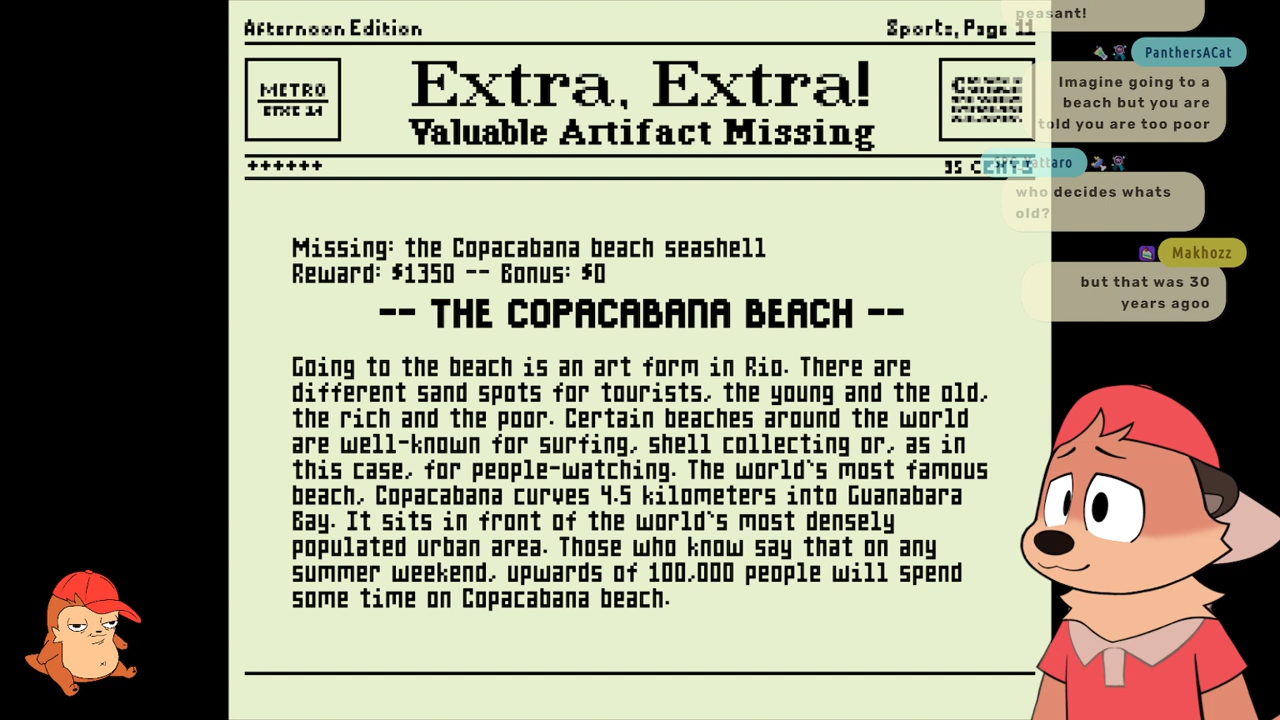 Afternoon Edition
Sports, Page 11
METRO
Extra, Extra!
Valuable Artifact Missing
++++++
35 CENTS
Missing: the Copacabana beach seashell
Reward: $1350 -- Bonus: $0
-- THE COPACABANA BEACH --
Going to the beach is an art form in Rio. There are
different sand spots for tourists, the young and the old,
the rich and the poor. Certain beaches around the world
are well-known for surfing, shell collecting or, as in
this case, for people-watching. The world's most famous
beach, Copacabana curves 4.5 kilometers into Guanabara
Bay. It sits in front of the world's most densely
populated urban area. Those who know say that on any
summer weekend, upwards of 100,000 people will spend
some time on Copacabana beach.
peasant!
PanthersACat
Imagine going to a
beach but you are
told you are too poor
who decides whats
old?
Makhozz
but that was 30
years agoo